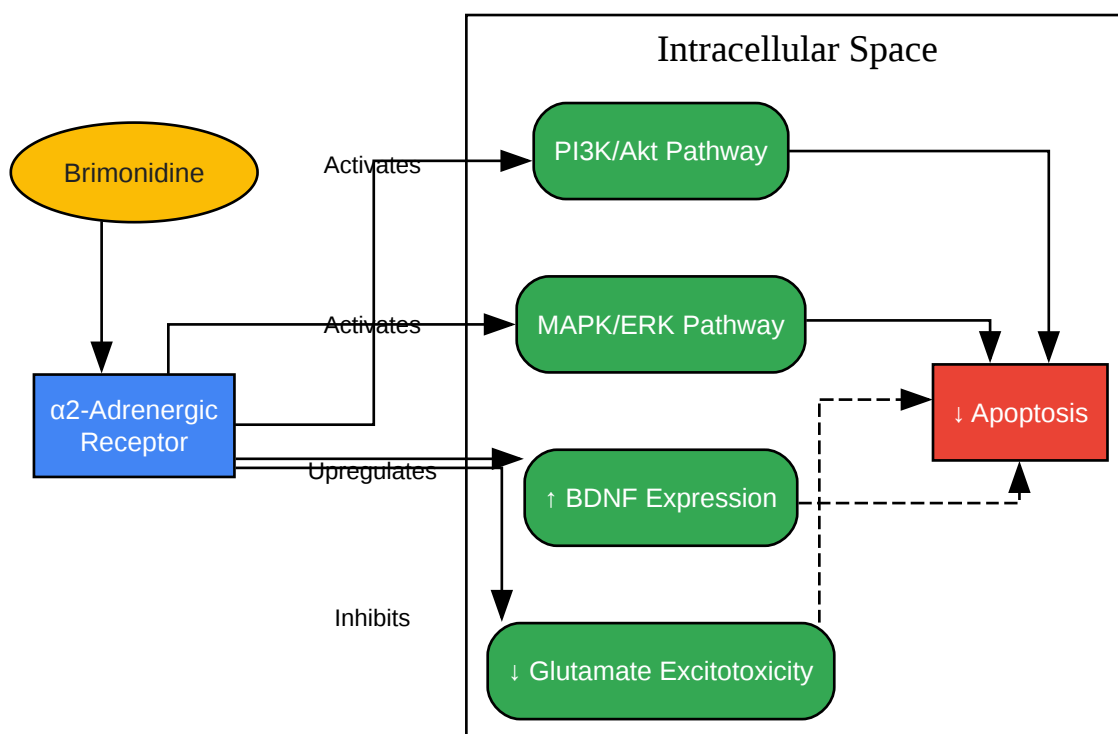 Intracellular Space
PI3K/Akt Pathway
Activates
Brimonidine
Activates
MAPK/ERK Pathway
α2-Adrenergic
Receptor
↓ Apoptosis
Upregulates
↑ BDNF Expression
Inhibits
↓ Glutamate Excitotoxicity